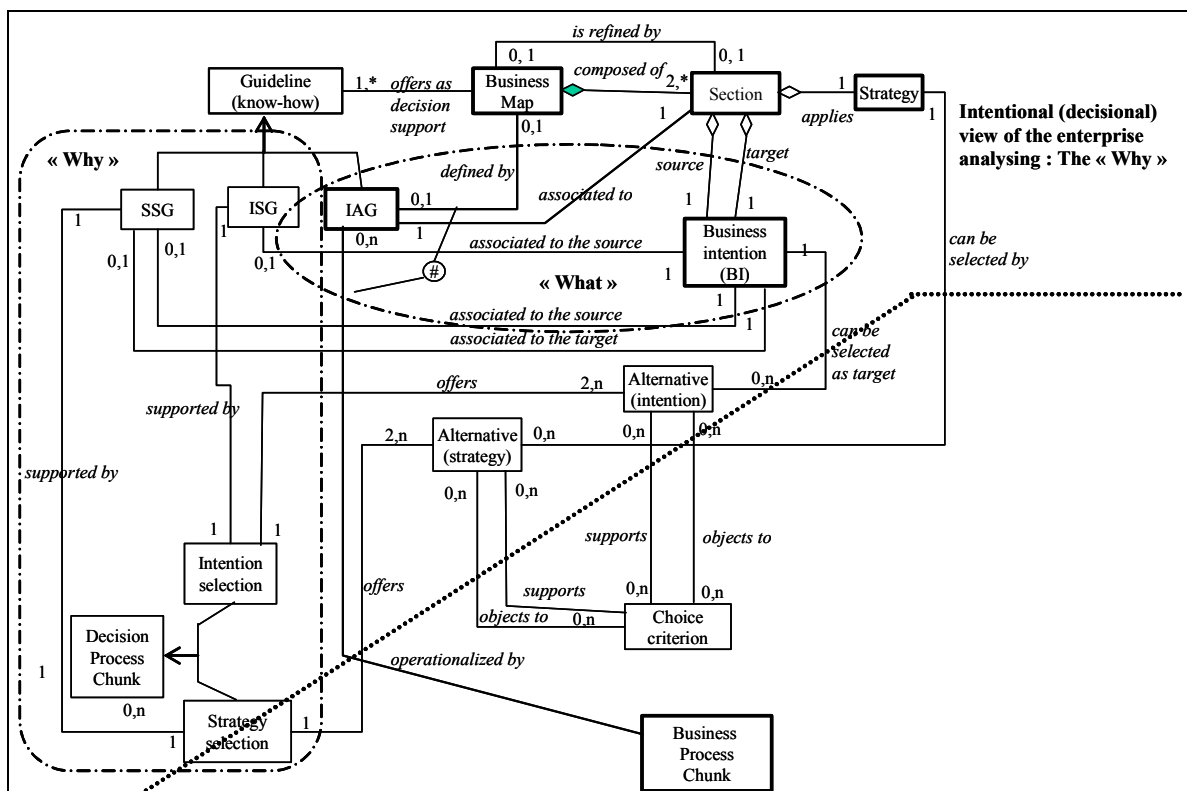 is refined by
0, 1
0, 1
Guideline
(know-how)
1,*
offers as
decision
support
Business
Map
composed of
2,*
Section
1
applies
Strategy
1
0,1
1
Intentional (decisional)
view of the enterprise
analysing : The « Why »
« Why »
defined by
source
target
associated to
SSG
ISG
IAG
0,1
1
1
0,n
1
1
1
0,1
0,1
0,1
associated to the source
Business
intention
(BI)
1
1
can be
selected by
#
« What »
1
1
associated to the source
associated to the target
can be
selected
as target
offers
2,n
Alternative
(intention)
0,n
supported by
0,n
0,n
2,n
Alternative
(strategy)
0,n
supported by
0,n
0,n
1
1
supports
objects to
Intention
selection
offers
supports
0,n
0,n
objects to
0,n
Choice
criterion
Decision
Process
Chunk
operationalized by
1
0,n
Strategy
selection
1
1
Business
Process
Chunk